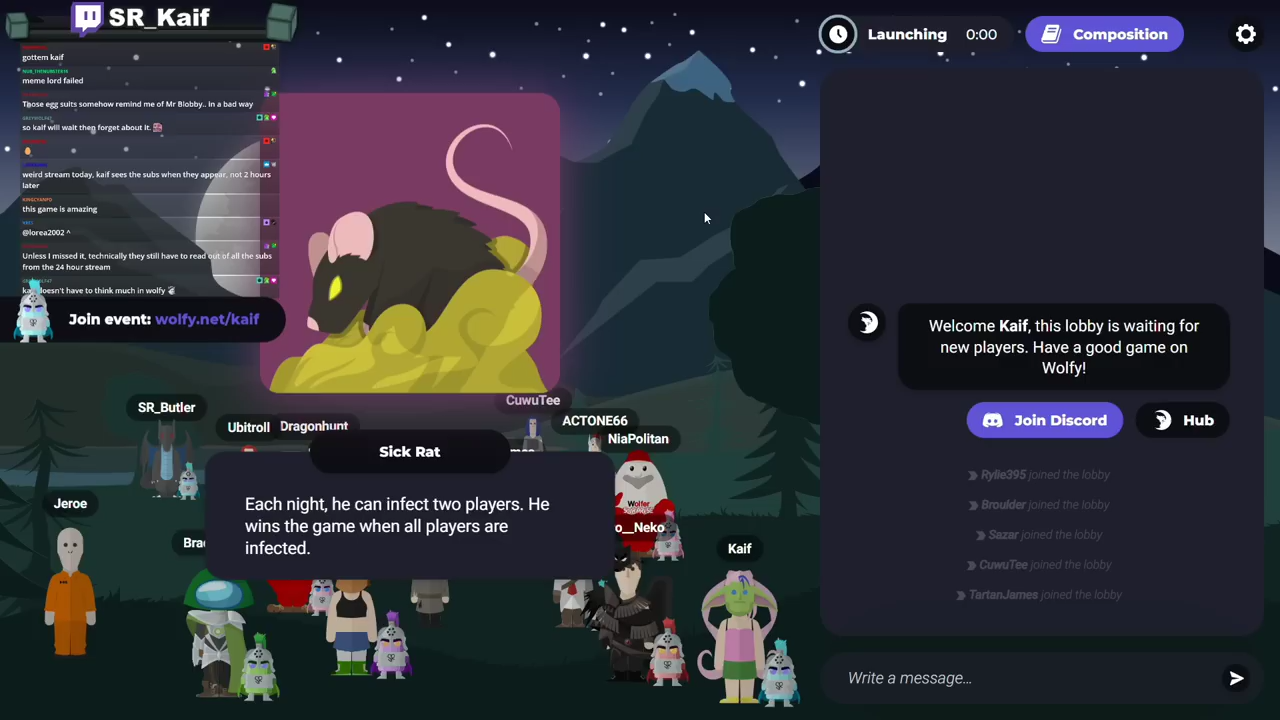 SR_Kaif
gottem kaif
meme lord failed
Those egg suits somehow remind me of Mr Blobby.. In a bad way
so kaif will wait then forget about it.
weird stream today, kaif sees the subs when they appear, not 2 hours
later
this game is amazing
@lorea2002 ^
Unless I missed it, technically they still have to read out of all the subs
from the 24 hour stream
doesn't have to think much in wolfy
Join event: wolfy.net/kaif
Launching 0:00
Composition
Welcome Kaif, this lobby is waiting for
new players. Have a good game on
Wolfy!
Join Discord
Hub
Rylie395 joined the lobby
Broulder joined the lobby
Sazar joined the lobby
CuwuTee joined the lobby
TartanJames joined the lobby
Write a message...
SR_Butler
Ubitroll
Dragonhunt
CuwuTee
ACTONE66
NiaPolitan
Jeroe
Sick Rat
Each night, he can infect two players. He
wins the game when all players are
infected.
Wolfer
o__Neko
Brac
Kaif